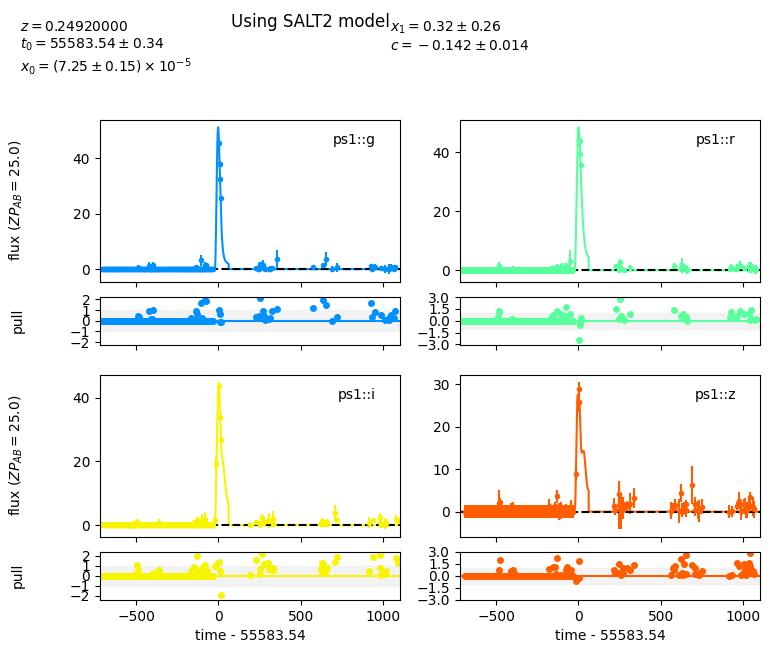 Using SALT2 model
z = 0.24920000
t0 = 55583.54 ± 0.34
x0 = (7.25 ± 0.15) × 10^−5
x1 = 0.32 ± 0.26
c = −0.142 ± 0.014
ps1::g
flux (ZP_AB = 25.0)
40
20
0
ps1::r
40
20
0
pull
2
1
0
−1
−2
3.0
1.5
0.0
−1.5
−3.0
ps1::i
flux (ZP_AB = 25.0)
40
20
0
ps1::z
30
20
10
0
pull
2
1
0
−1
−2
−500 0 500 1000
time - 55583.54
3.0
1.5
0.0
−1.5
−3.0
−500 0 500 1000
time - 55583.54